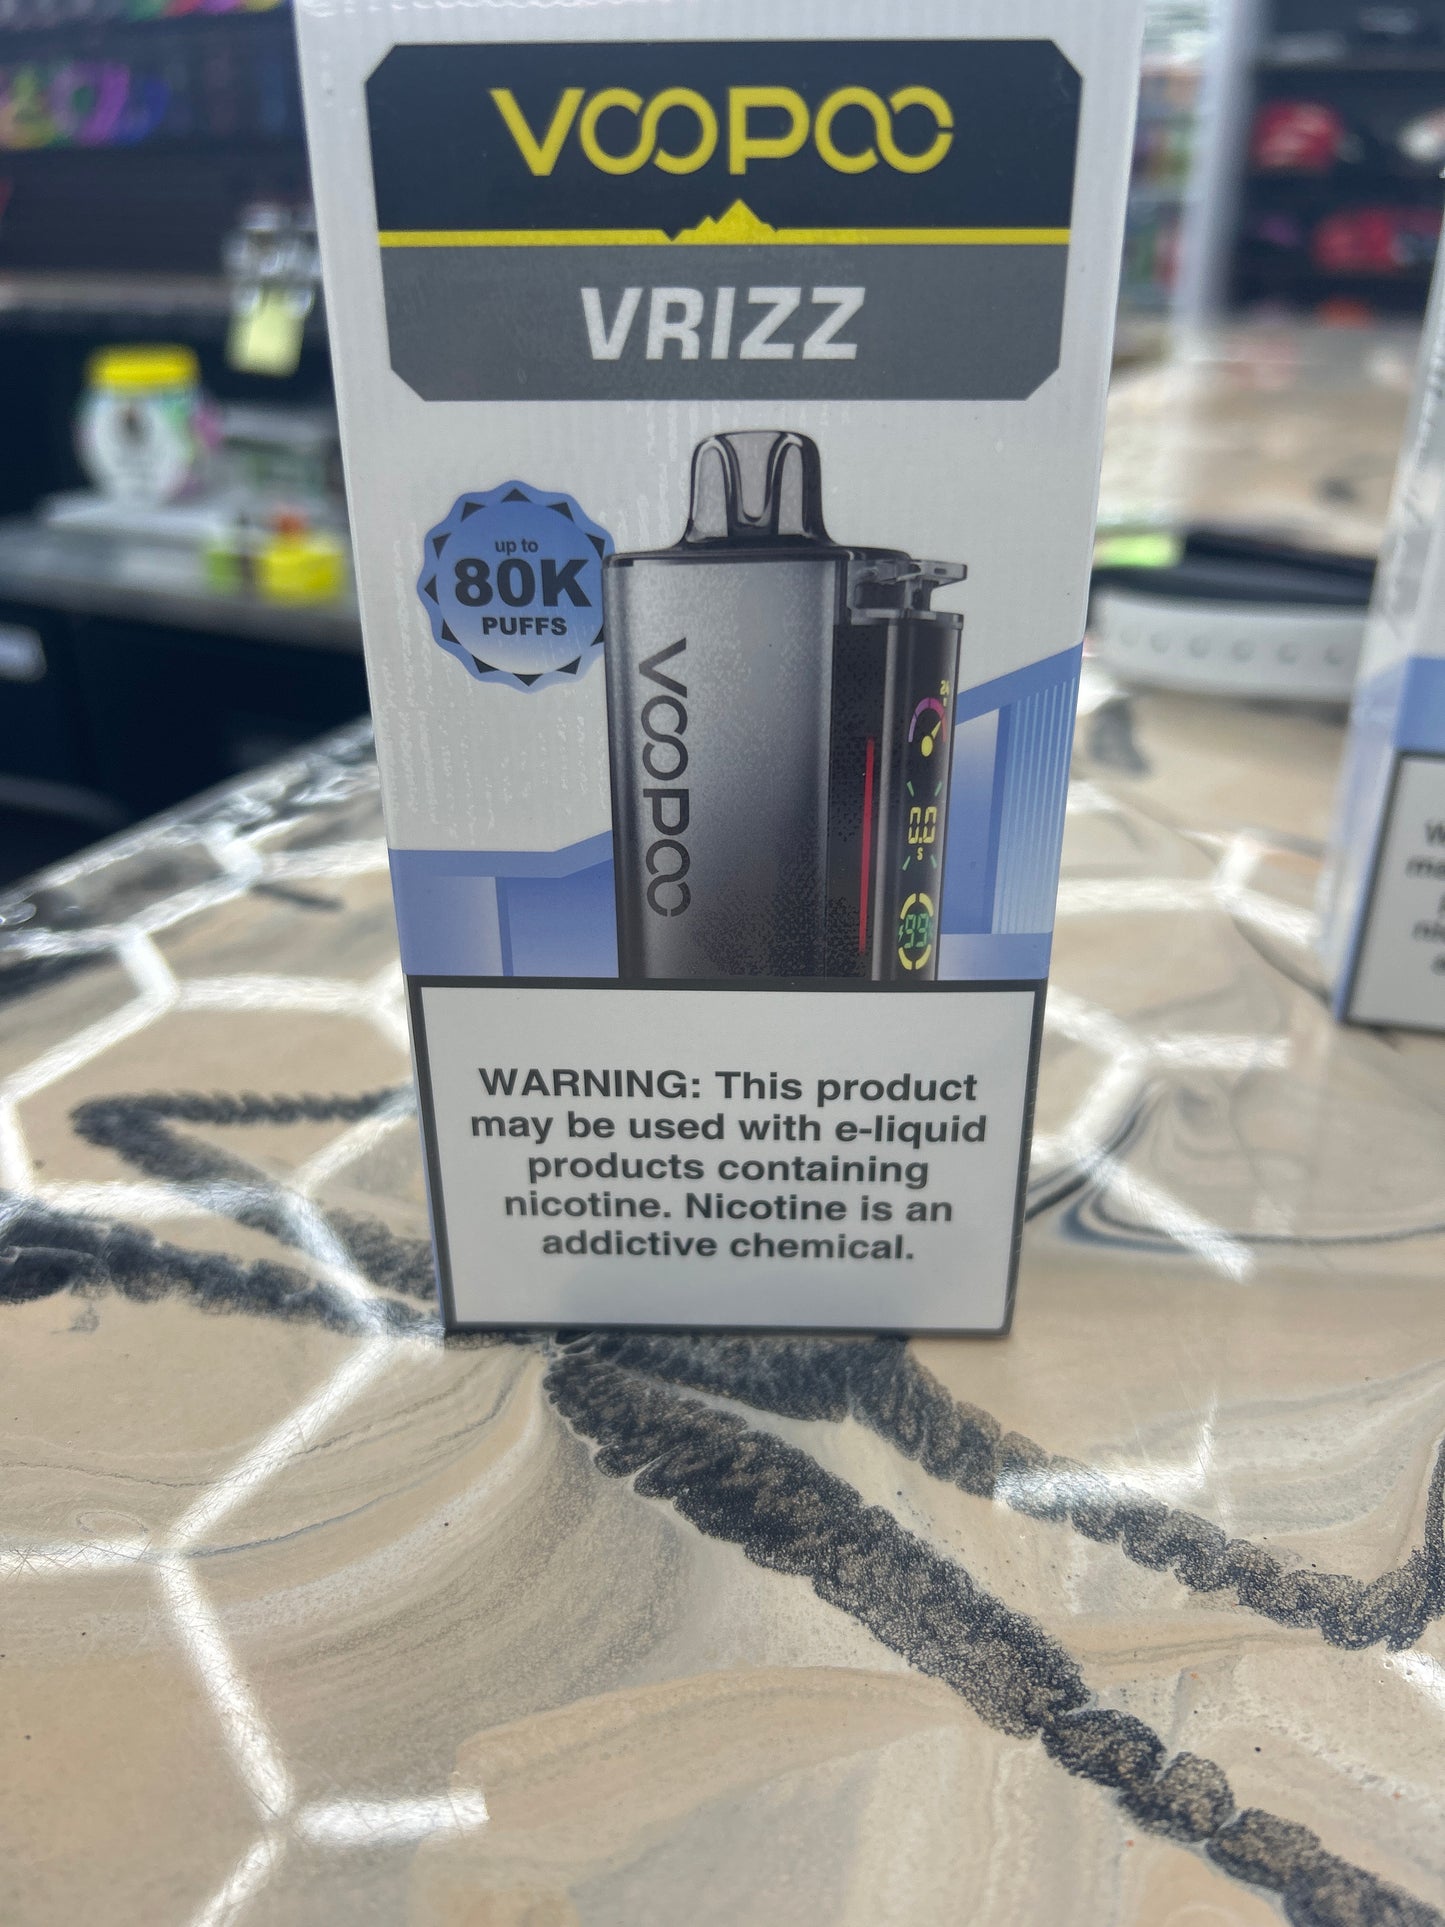 VOOPOO
VRIZZ
up to
80K
PUFFS
VOOPOO
0.0
S
99
WARNING: This product
may be used with e-liquid
products containing
nicotine. Nicotine is an
addictive chemical.